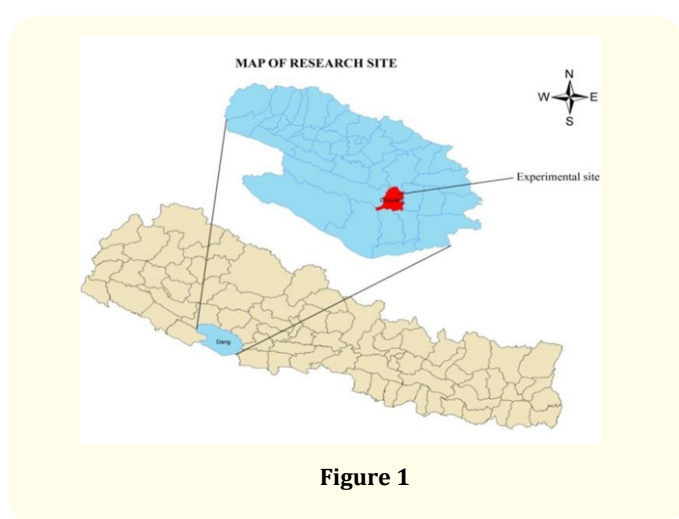 MAP OF RESEARCH SITE
N
W E
S
Experimental site
Dang
Figure 1